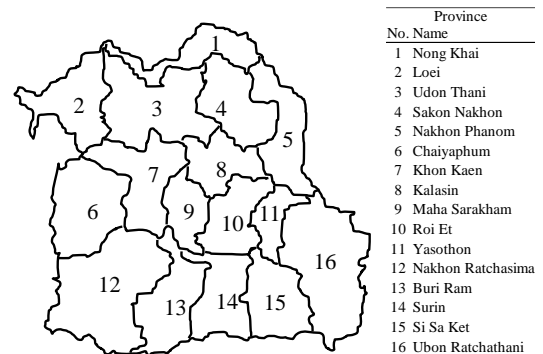 Province
No. Name
1 Nong Khai
2 Loei
3 Udon Thani
4 Sakon Nakhon
5 Nakhon Phanom
6 Chaiyaphum
7 Khon Kaen
8 Kalasin
9 Maha Sarakham
10 Roi Et
11 Yasothon
12 Nakhon Ratchasima
13 Buri Ram
14 Surin
15 Si Sa Ket
16 Ubon Ratchathani
1
2
3
4
5
7
8
6
9
10
11
16
12
13
14
15